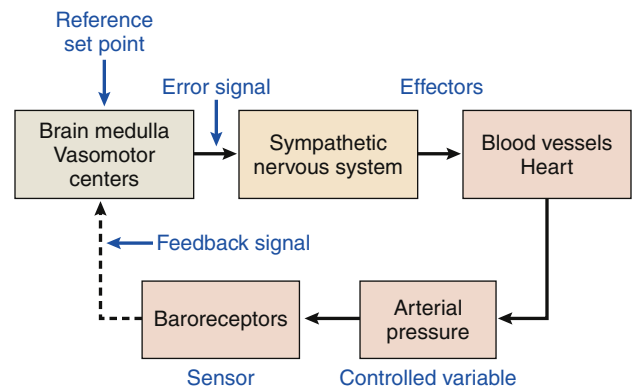 Reference
set point
Error signal
Effectors
Brain medulla
Vasomotor
centers
Sympathetic
nervous system
Blood vessels
Heart
Feedback signal
Baroreceptors
Arterial
pressure
Sensor
Controlled variable